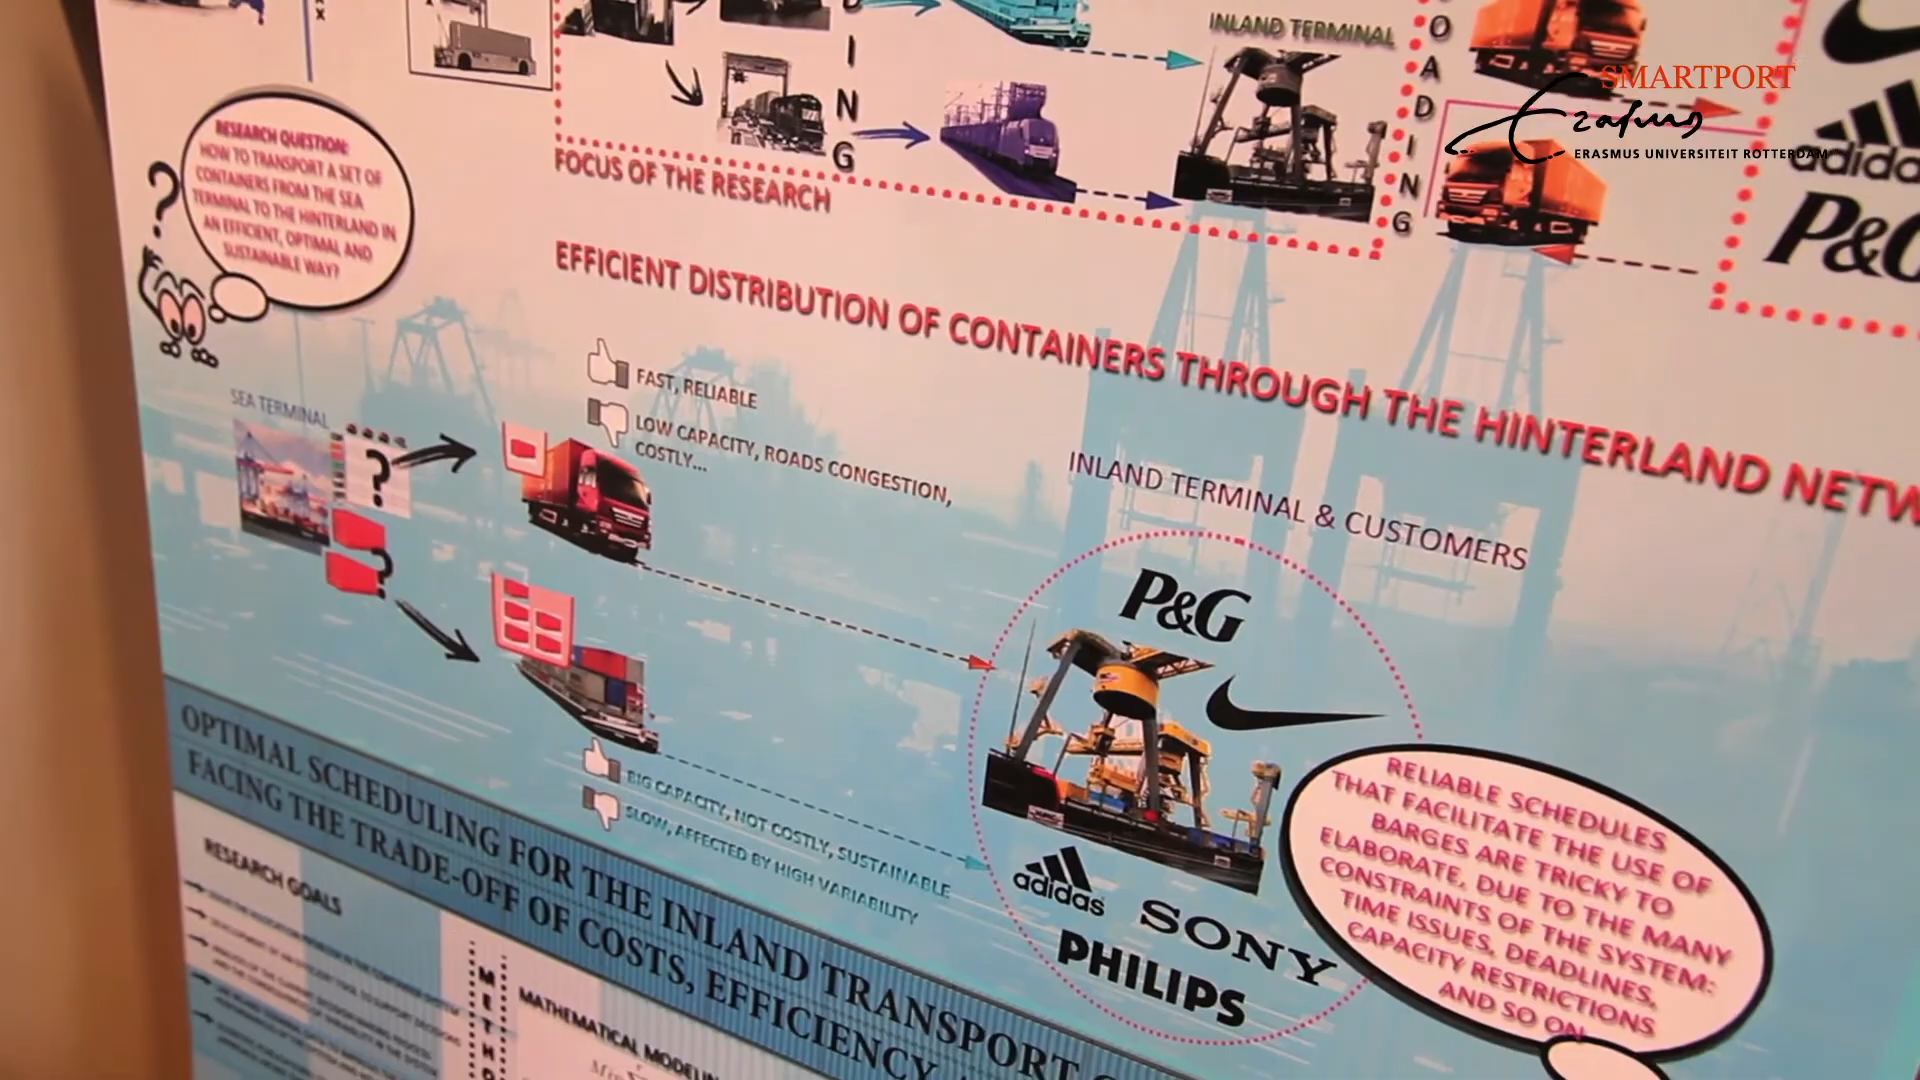 INLAND TERMINAL
SMARTPORT
Erasmus
ERASMUS UNIVERSITEIT ROTTERDAM
I
N
G
O
A
D
I
N
G
adidas
P&G
FOCUS OF THE RESEARCH
RESEARCH QUESTION:
HOW TO TRANSPORT A SET OF
CONTAINERS FROM THE SEA
TERMINAL TO THE HINTERLAND IN
AN EFFICIENT, OPTIMAL AND
SUSTAINABLE WAY?
?
EFFICIENT DISTRIBUTION OF CONTAINERS THROUGH THE HINTERLAND NETW
SEA TERMINAL
?
?
FAST, RELIABLE
LOW CAPACITY, ROADS CONGESTION,
COSTLY...
INLAND TERMINAL & CUSTOMERS
P&G
BIG CAPACITY, NOT COSTLY, SUSTAINABLE
SLOW, AFFECTED BY HIGH VARIABILITY
adidas
SONY
PHILIPS
RELIABLE SCHEDULES
THAT FACILITATE THE USE OF
BARGES ARE TRICKY TO
ELABORATE, DUE TO THE MANY
CONSTRAINTS OF THE SYSTEM:
TIME ISSUES, DEADLINES,
CAPACITY RESTRICTIONS
AND SO ON
OPTIMAL SCHEDULING FOR THE INLAND TRANSPORT
FACING THE TRADE-OFF OF COSTS, EFFICIENCY
RESEARCH GOALS
M
E
T
H
O
MATHEMATICAL MODELIN